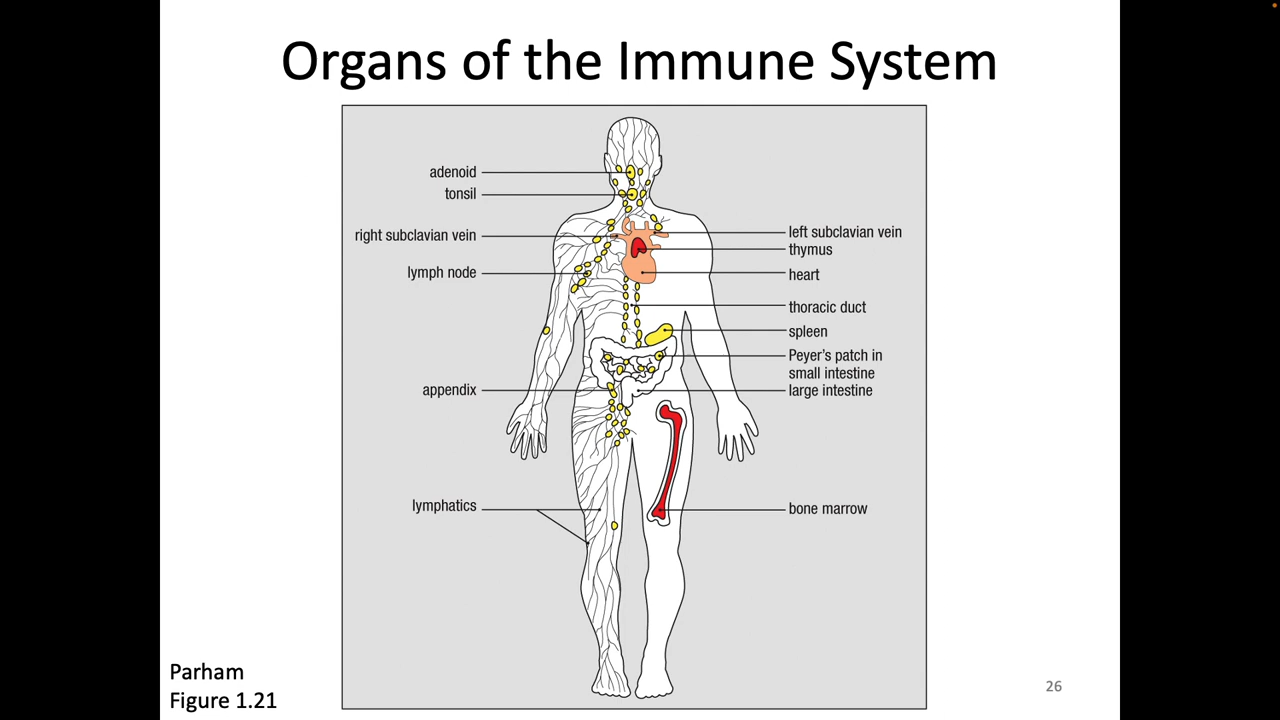 Organs of the Immune System
adenoid
tonsil
right subclavian vein
lymph node
appendix
lymphatics
left subclavian vein
thymus
heart
thoracic duct
spleen
Peyer’s patch in
small intestine
large intestine
bone marrow
Parham
Figure 1.21
26